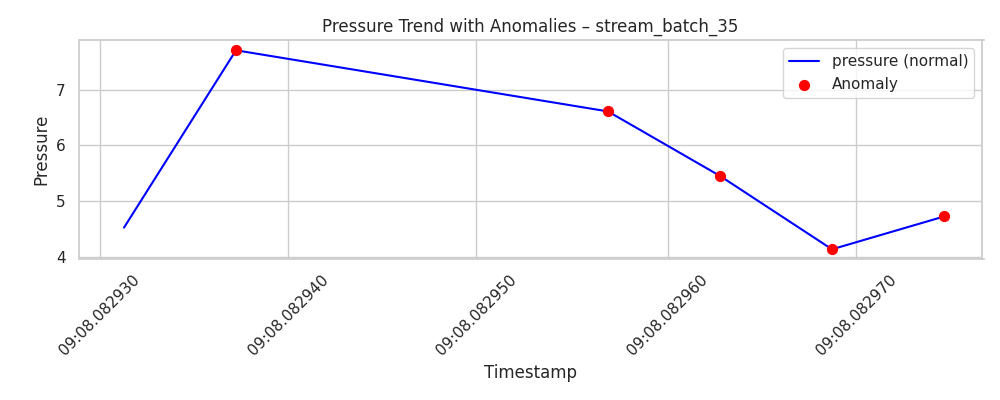 Pressure Trend with Anomalies – stream_batch_35
pressure (normal)
Anomaly
Pressure
7
6
5
4
09:08.082930
09:08.082940
09:08.082950
09:08.082960
09:08.082970
Timestamp